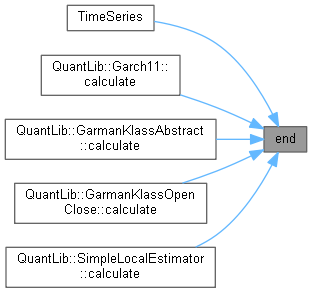 TimeSeries
QuantLib::Garch11::
calculate
QuantLib::GarmanKlassAbstract
::calculate
end
QuantLib::GarmanKlassOpen
Close::calculate
QuantLib::SimpleLocalEstimator
::calculate